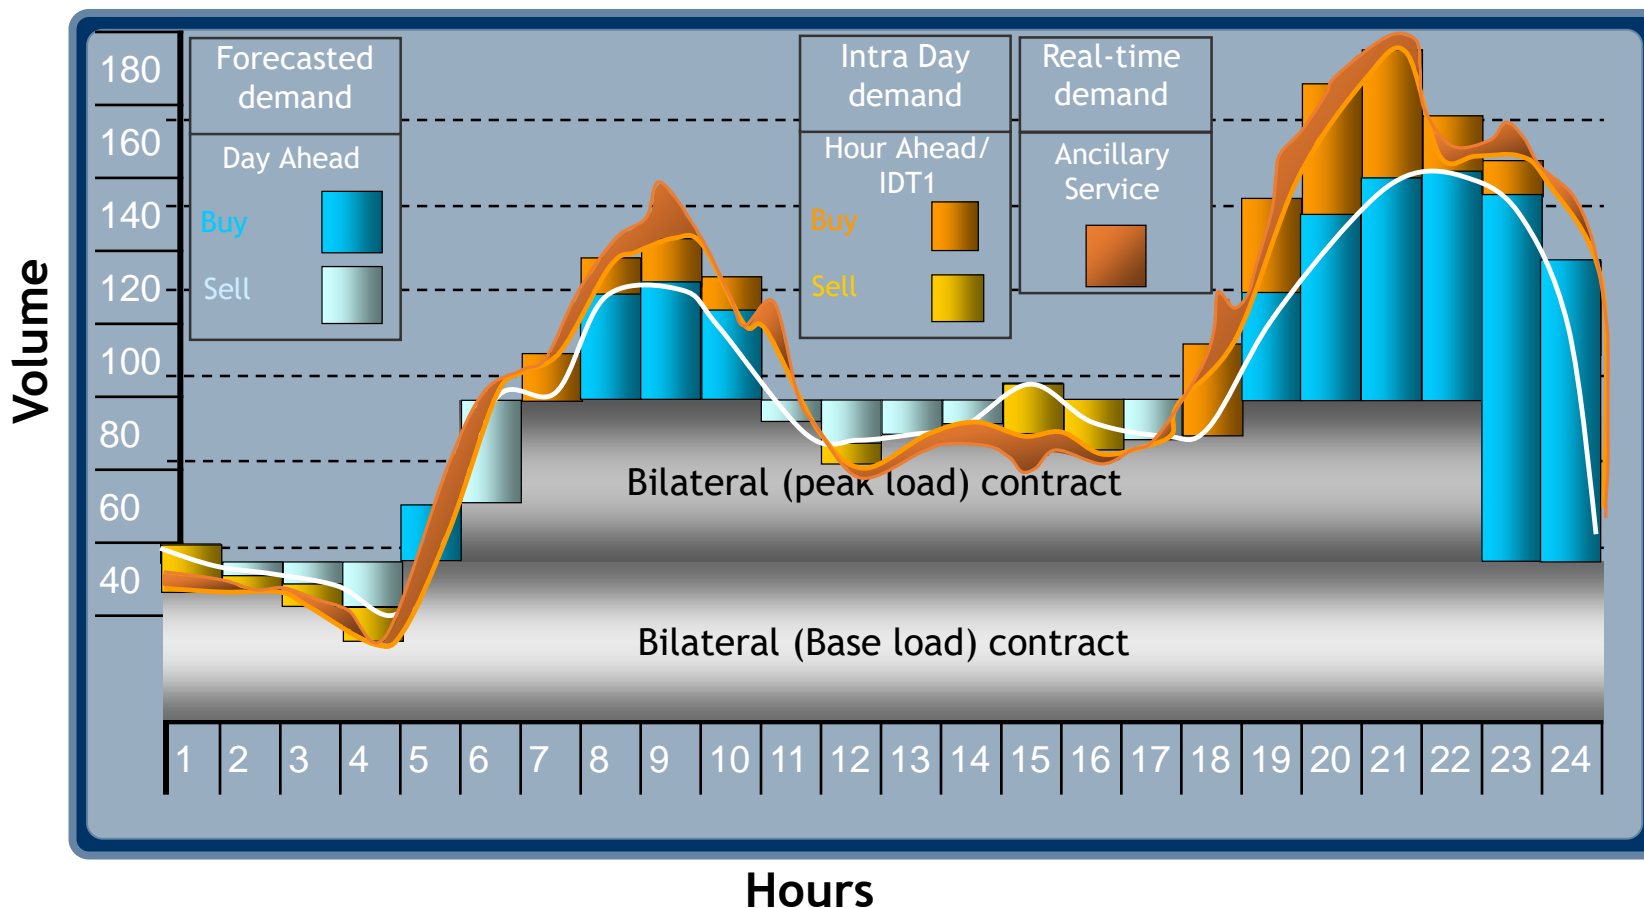 Forecasted
demand
Day Ahead
Buy
Sell
Intra Day
demand
Hour Ahead/
IDT1
Buy
Sell
Real-time
demand
Ancillary
Service
180
160
140
120
100
80
60
40
Volume
Bilateral (peak load) contract
Bilateral (Base load) contract
1 2 3 4 5 6 7 8 9 10 11 12 13 14 15 16 17 18 19 20 21 22 23 24
Hours